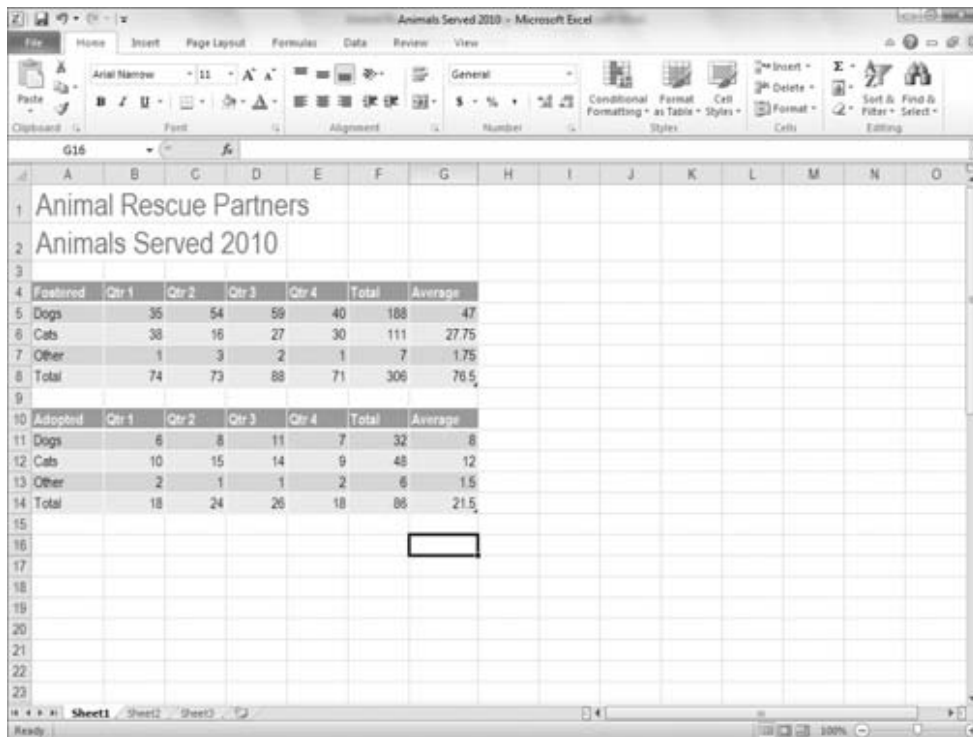 Animals Served 2010 - Microsoft Excel
File Home Insert Page Layout Formulas Data Review View
Paste
Arial Narrow 11 A A
General
Conditional Formatting
Format as Table
Cell Styles
Insert
Delete
Format
Sort & Filter
Find & Select
B I U A $ %
Clipboard Font Alignment Number Styles Cells Editing
G16 fx
A B C D E F G H I J K L M N O
1 Animal Rescue Partners
2 Animals Served 2010
3
4 Fostered Qtr 1 Qtr 2 Qtr 3 Qtr 4 Total Average
5 Dogs 35 54 59 40 188 47
6 Cats 38 16 27 30 111 27.75
7 Other 1 3 2 1 7 1.75
8 Total 74 73 88 71 306 76.5
9
10 Adopted Qtr 1 Qtr 2 Qtr 3 Qtr 4 Total Average
11 Dogs 6 8 11 7 32 8
12 Cats 10 15 14 9 48 12
13 Other 2 1 1 2 6 1.5
14 Total 18 24 26 18 86 21.5
15
16
17
18
19
20
21
22
23
Sheet1 Sheet2 Sheet3
Ready 100%